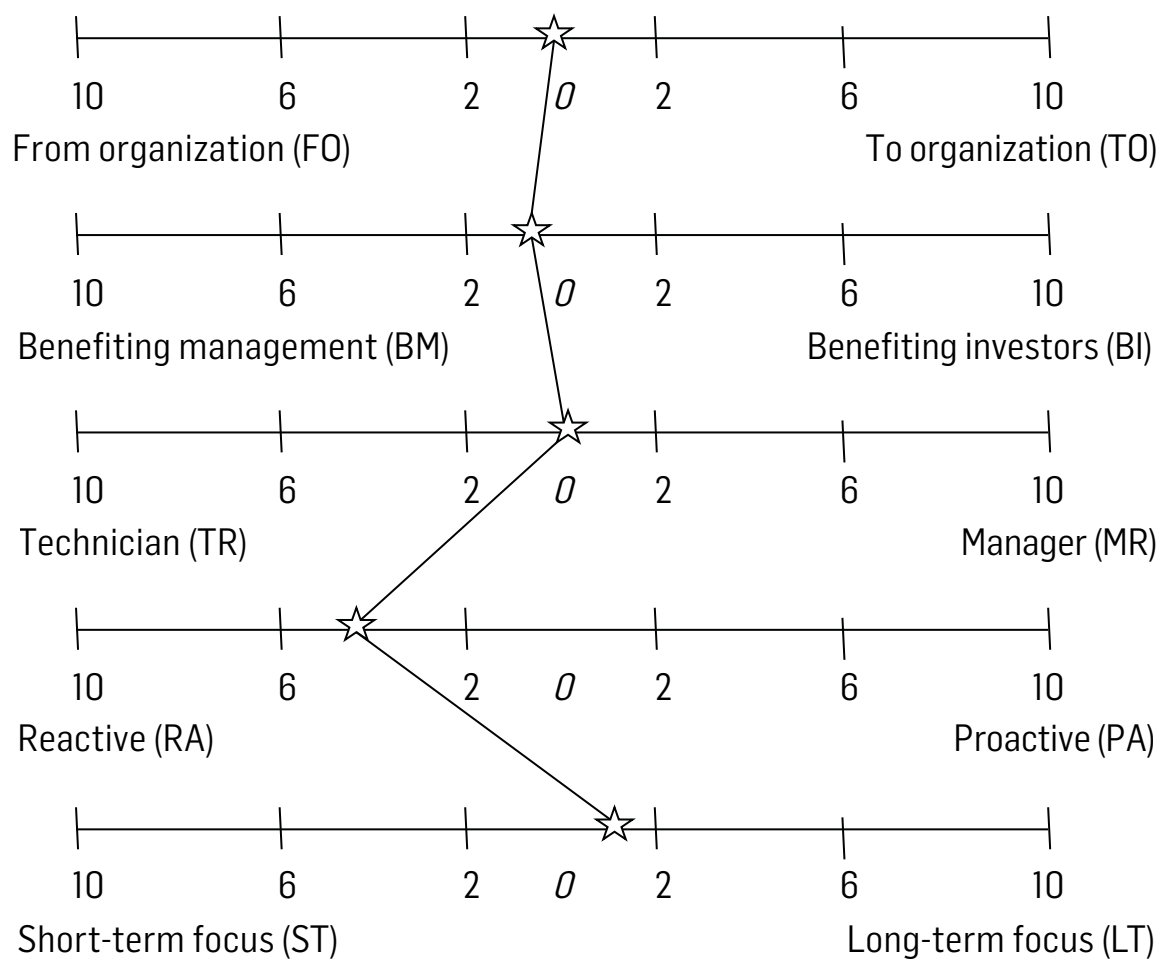 10 6 2 0 2 6 10
From organization (FO) To organization (TO)
10 6 2 0 2 6 10
Benefiting management (BM) Benefiting investors (BI)
10 6 2 0 2 6 10
Technician (TR) Manager (MR)
10 6 2 0 2 6 10
Reactive (RA) Proactive (PA)
10 6 2 0 2 6 10
Short-term focus (ST) Long-term focus (LT)